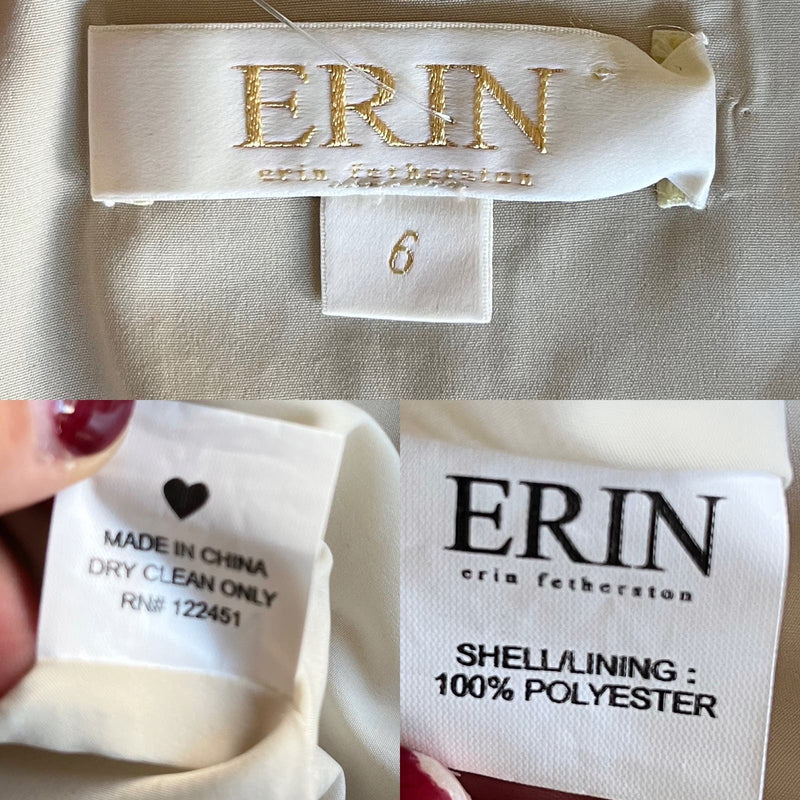 ERIN
erin fetherston
6
MADE IN CHINA
DRY CLEAN ONLY
RN# 122451
ERIN
erin fetherston
SHELL/LINING :
100% POLYESTER